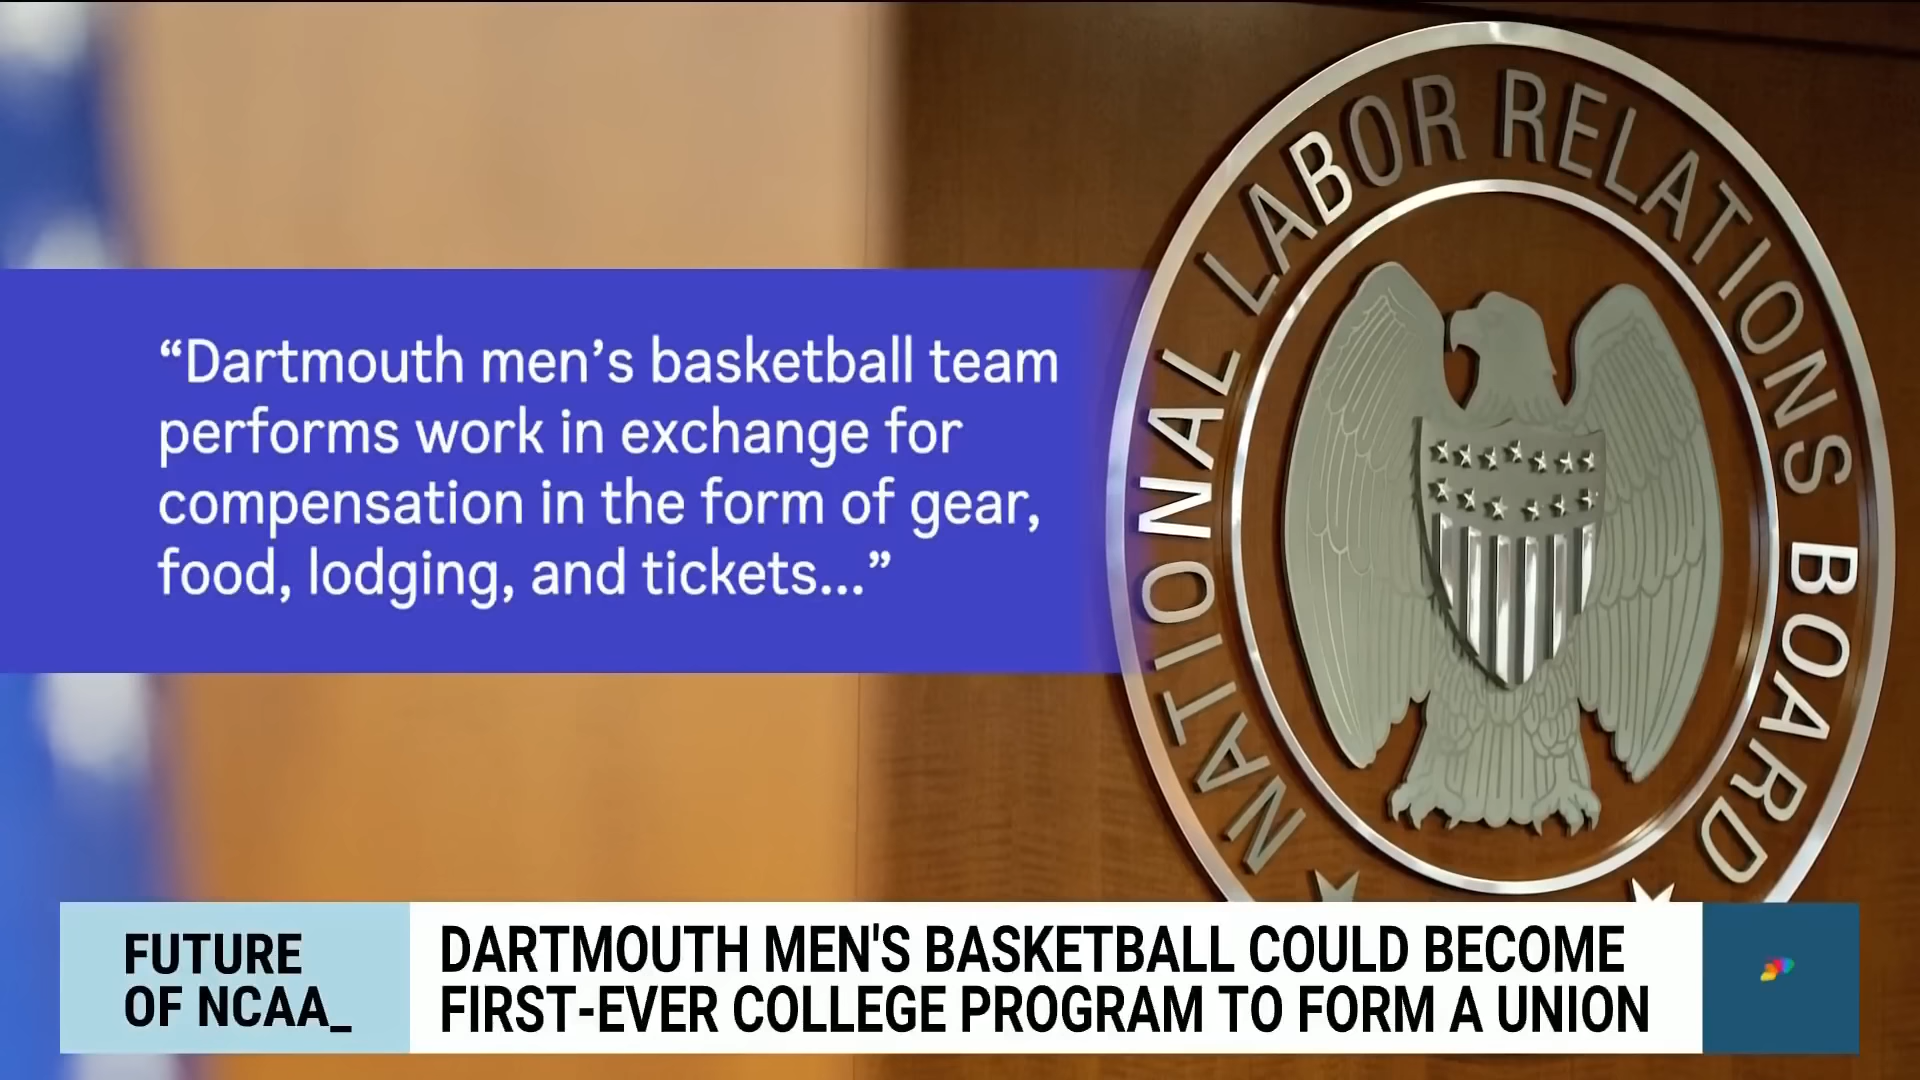 NATIONAL LABOR RELATIONS BOARD
“Dartmouth men’s basketball team
performs work in exchange for
compensation in the form of gear,
food, lodging, and tickets...”
FUTURE
OF NCAA_
DARTMOUTH MEN'S BASKETBALL COULD BECOME
FIRST-EVER COLLEGE PROGRAM TO FORM A UNION